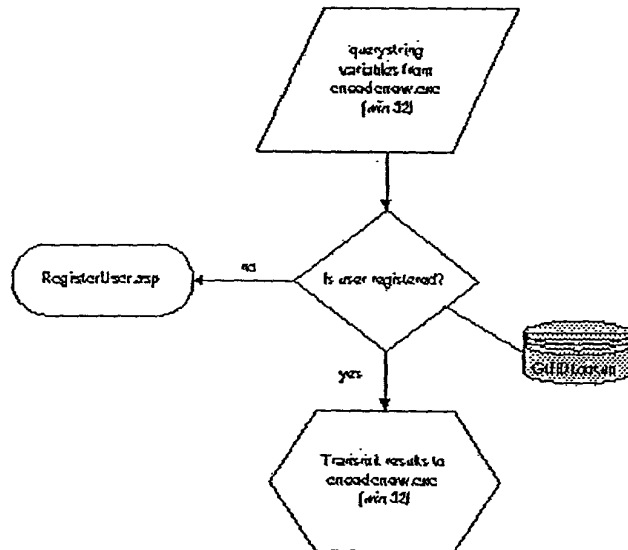 querystring
variables from
encodenow.exe
(win 32)
Is user registered?
no
RegisterUser.asp
yes
Transmit results to
encodenow.exe
(win 32)